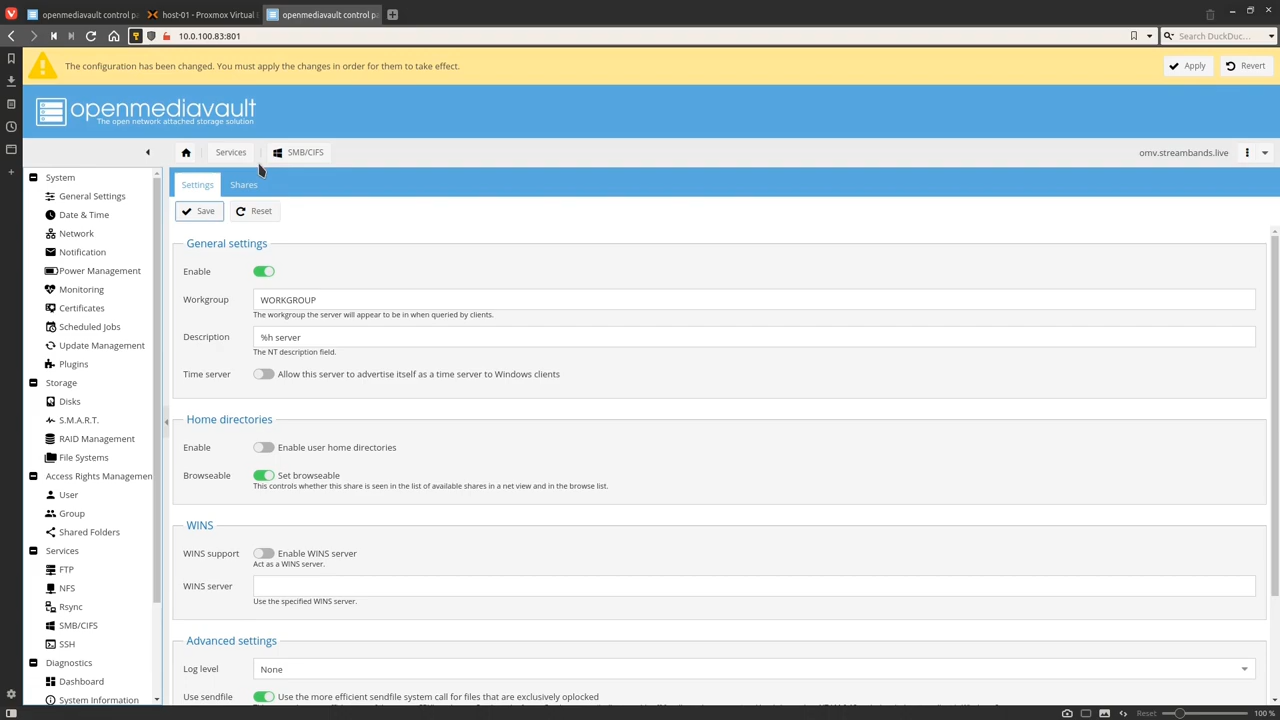 openmediavault control pa
host-01 - Proxmox Virtual
openmediavault control pa
10.0.100.83:801
Search DuckDuc...
The configuration has been changed. You must apply the changes in order for them to take effect.
Apply
Revert
openmediavault
The open network attached storage solution
Services
SMB/CIFS
omv.streambands.live
System
General Settings
Date & Time
Network
Notification
Power Management
Monitoring
Certificates
Scheduled Jobs
Update Management
Plugins
Storage
Disks
S.M.A.R.T.
RAID Management
File Systems
Access Rights Managemen
User
Group
Shared Folders
Services
FTP
NFS
Rsync
SMB/CIFS
SSH
Diagnostics
Dashboard
System Information
Settings
Shares
Save
Reset
General settings
Enable
Workgroup
WORKGROUP
The workgroup the server will appear to be in when queried by clients.
Description
%h server
The NT description field.
Time server
Allow this server to advertise itself as a time server to Windows clients
Home directories
Enable
Enable user home directories
Browseable
Set browseable
This controls whether this share is seen in the list of available shares in a net view and in the browse list.
WINS
WINS support
Enable WINS server
Act as a WINS server.
WINS server
Use the specified WINS server.
Advanced settings
Log level
None
Use sendfile
Use the more efficient sendfile system call for files that are exclusively oplocked
Reset
100 %